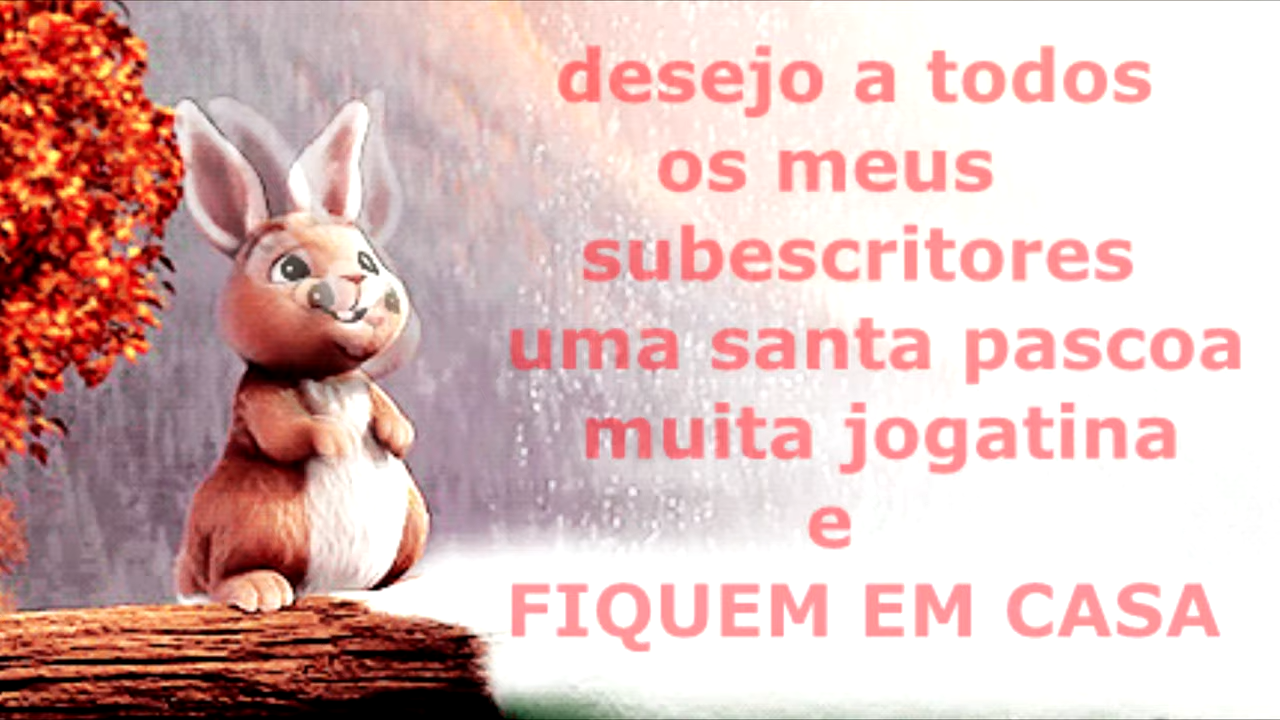 desejo a todos
os meus
subescritores
uma santa pascoa
muita jogatina
e
FIQUEM EM CASA